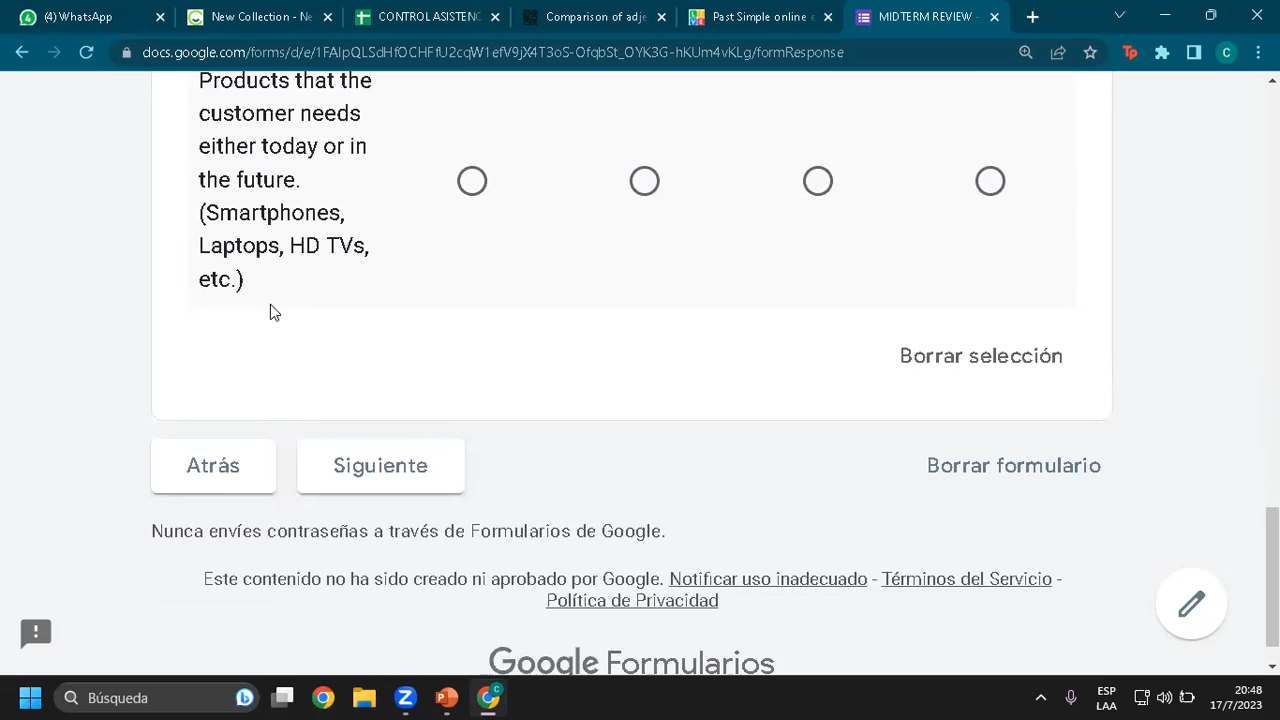 (4) WhatsApp
New Collection - Ne
CONTROL ASISTENC
Comparison of adje
Past Simple online e
MIDTERM REVIEW -
docs.google.com/forms/d/e/1FAIpQLSdHfOCHFfU2cqW1efV9jX4T3oS-OfqbSt_OYK3G-hKUm4vKLg/formResponse
Products that the
customer needs
either today or in
the future.
(Smartphones,
Laptops, HD TVs,
etc.)
Borrar selección
Atrás
Siguiente
Borrar formulario
Nunca envíes contraseñas a través de Formularios de Google.
Este contenido no ha sido creado ni aprobado por Google. Notificar uso inadecuado - Términos del Servicio -
Política de Privacidad
Google Formularios
Búsqueda
ESP
LAA
20:48
17/7/2023